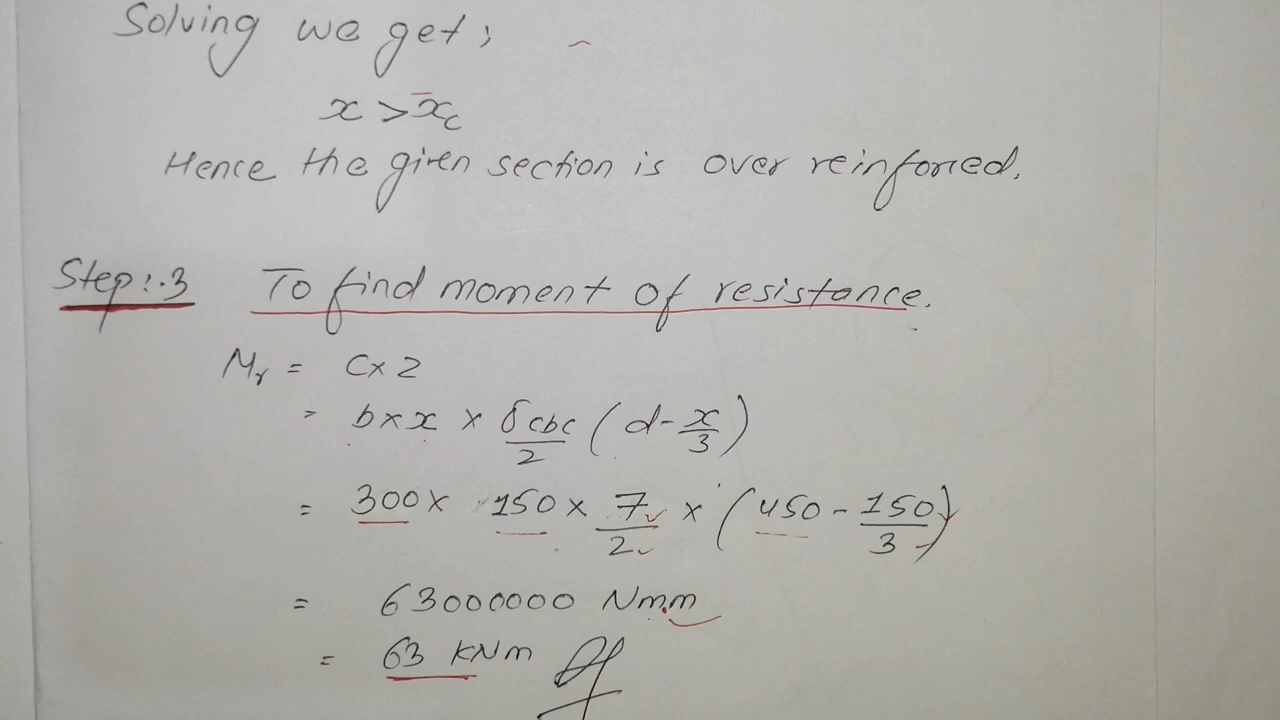 Solving we get;
x > x̄c
Hence the given section is over reinforced.
Step:-3 To find moment of resistance.
Mr = C × Z
= b × x × δcbc/2 ( d - x/3 )
= 300 × 150 × 7/2 × ( 450 - 150/3 )
= 63000000 Nmm
= 63 kNm